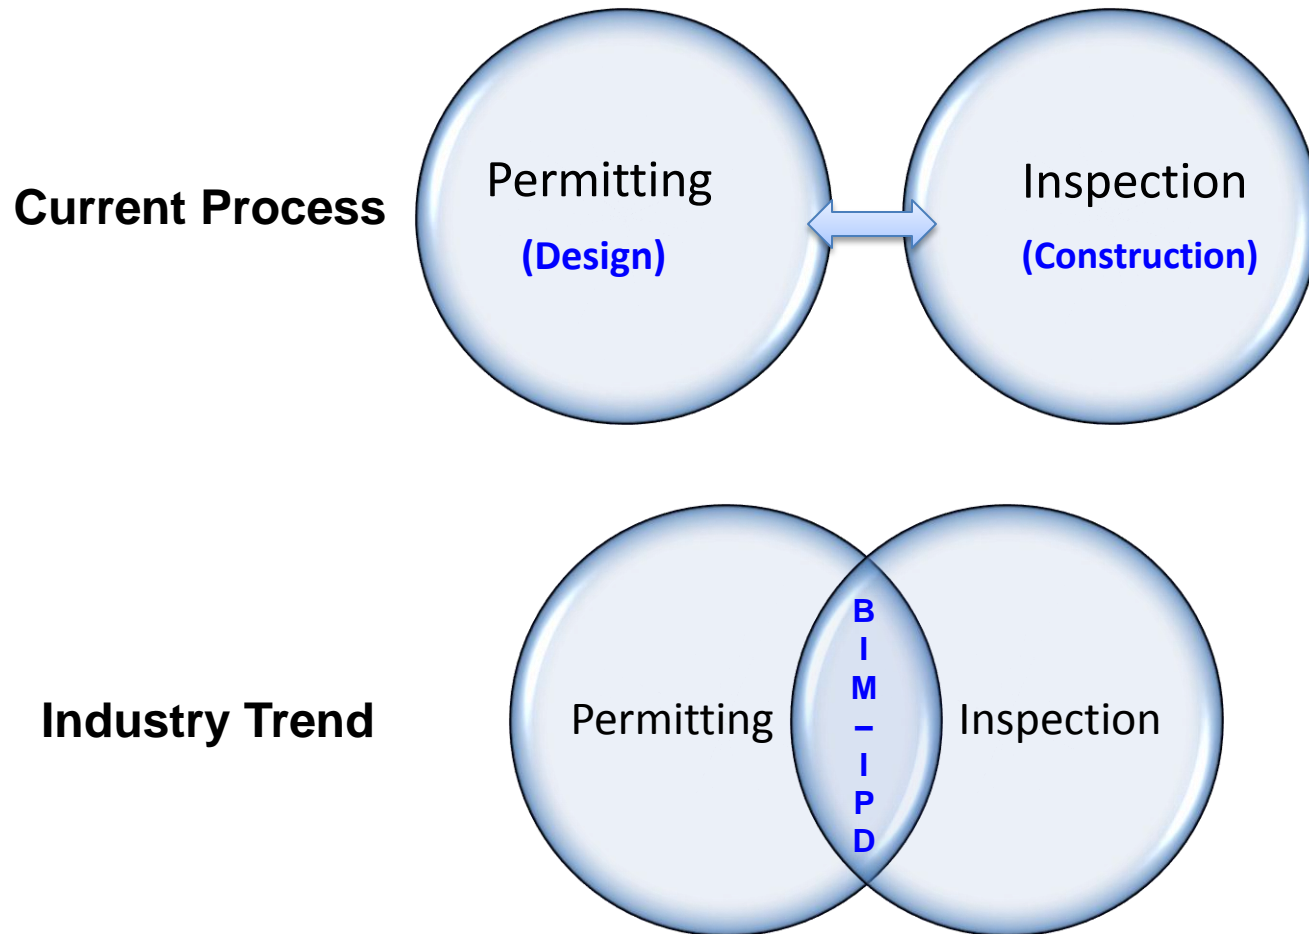 Current Process
Permitting
(Design)
Inspection
(Construction)
Industry Trend
Permitting
B
I
M
–
I
P
D
Inspection